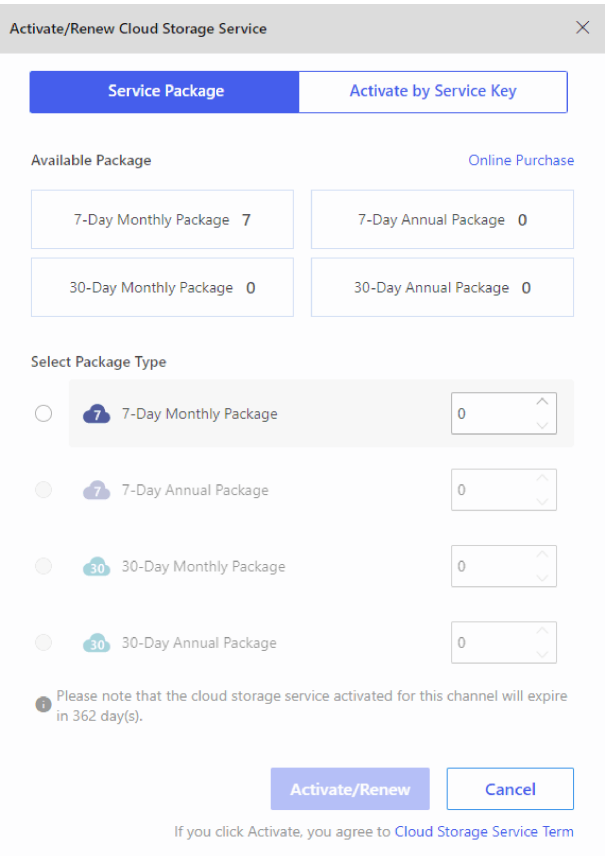 Activate/Renew Cloud Storage Service
Service Package
Activate by Service Key
Available Package
Online Purchase
7-Day Monthly Package 7
7-Day Annual Package 0
30-Day Monthly Package 0
30-Day Annual Package 0
Select Package Type
7 7-Day Monthly Package 0
7 7-Day Annual Package 0
30 30-Day Monthly Package 0
30 30-Day Annual Package 0
Please note that the cloud storage service activated for this channel will expire
in 362 day(s).
Activate/Renew
Cancel
If you click Activate, you agree to Cloud Storage Service Term